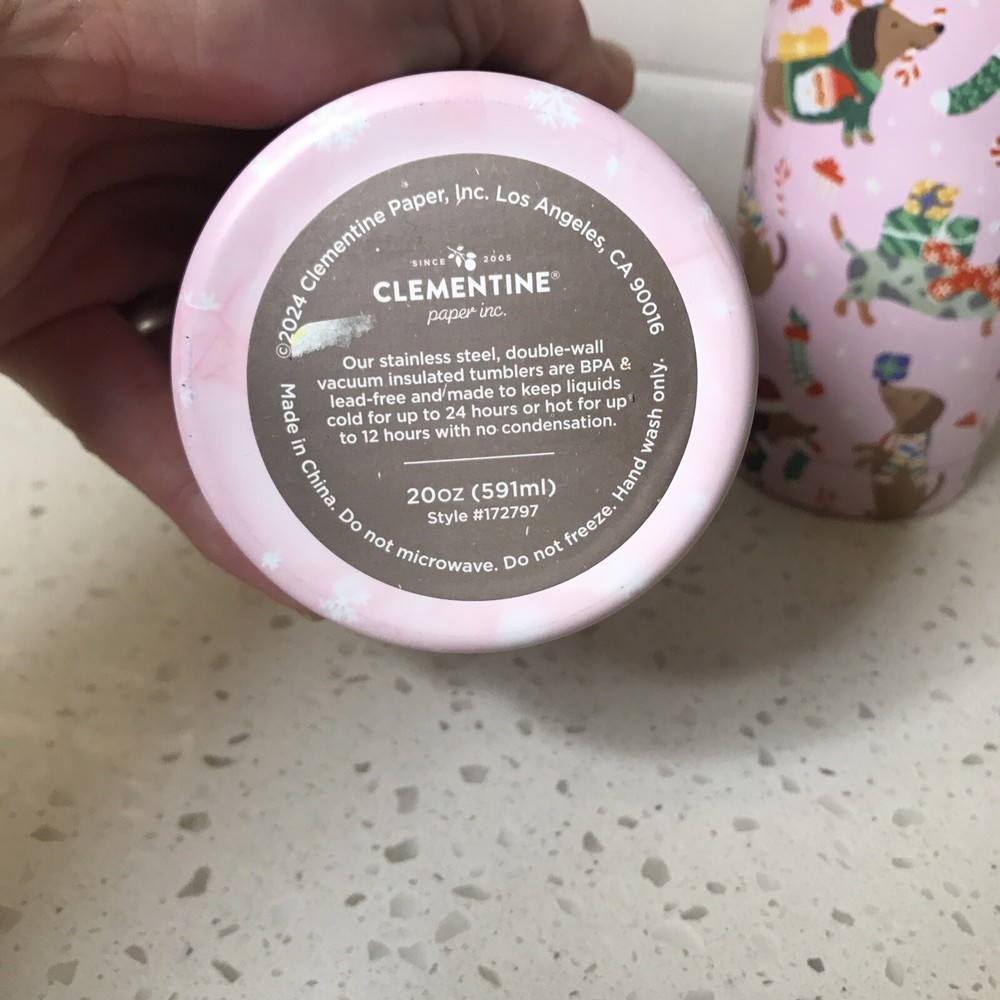 ©2024 Clementine Paper, Inc. Los Angeles, CA 90016
SINCE 2005
CLEMENTINE®
paper inc.
Our stainless steel, double-wall
vacuum insulated tumblers are BPA &
lead-free and made to keep liquids
cold for up to 24 hours or hot for up
to 12 hours with no condensation.
20oz (591ml)
Style #172797
Made in China. Do not microwave. Do not freeze. Hand wash only.